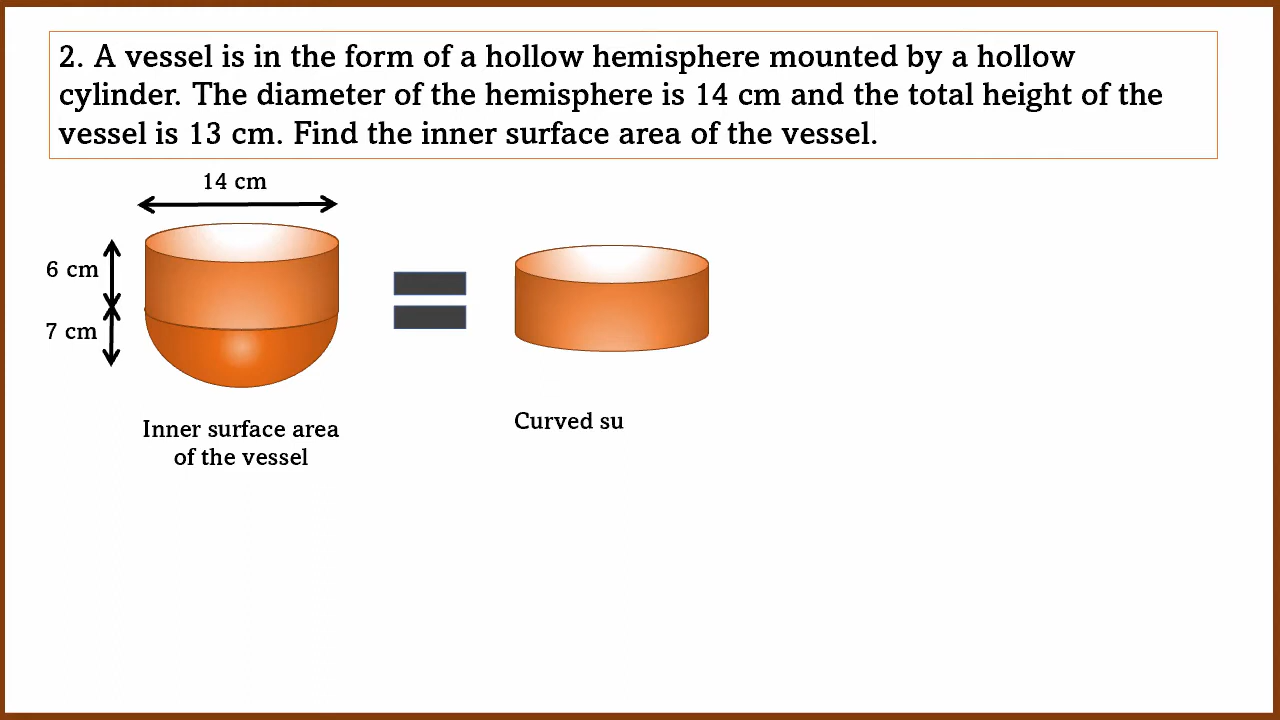 2. A vessel is in the form of a hollow hemisphere mounted by a hollow
cylinder. The diameter of the hemisphere is 14 cm and the total height of the
vessel is 13 cm. Find the inner surface area of the vessel.
14 cm
6 cm
7 cm
Inner surface area
of the vessel
Curved su